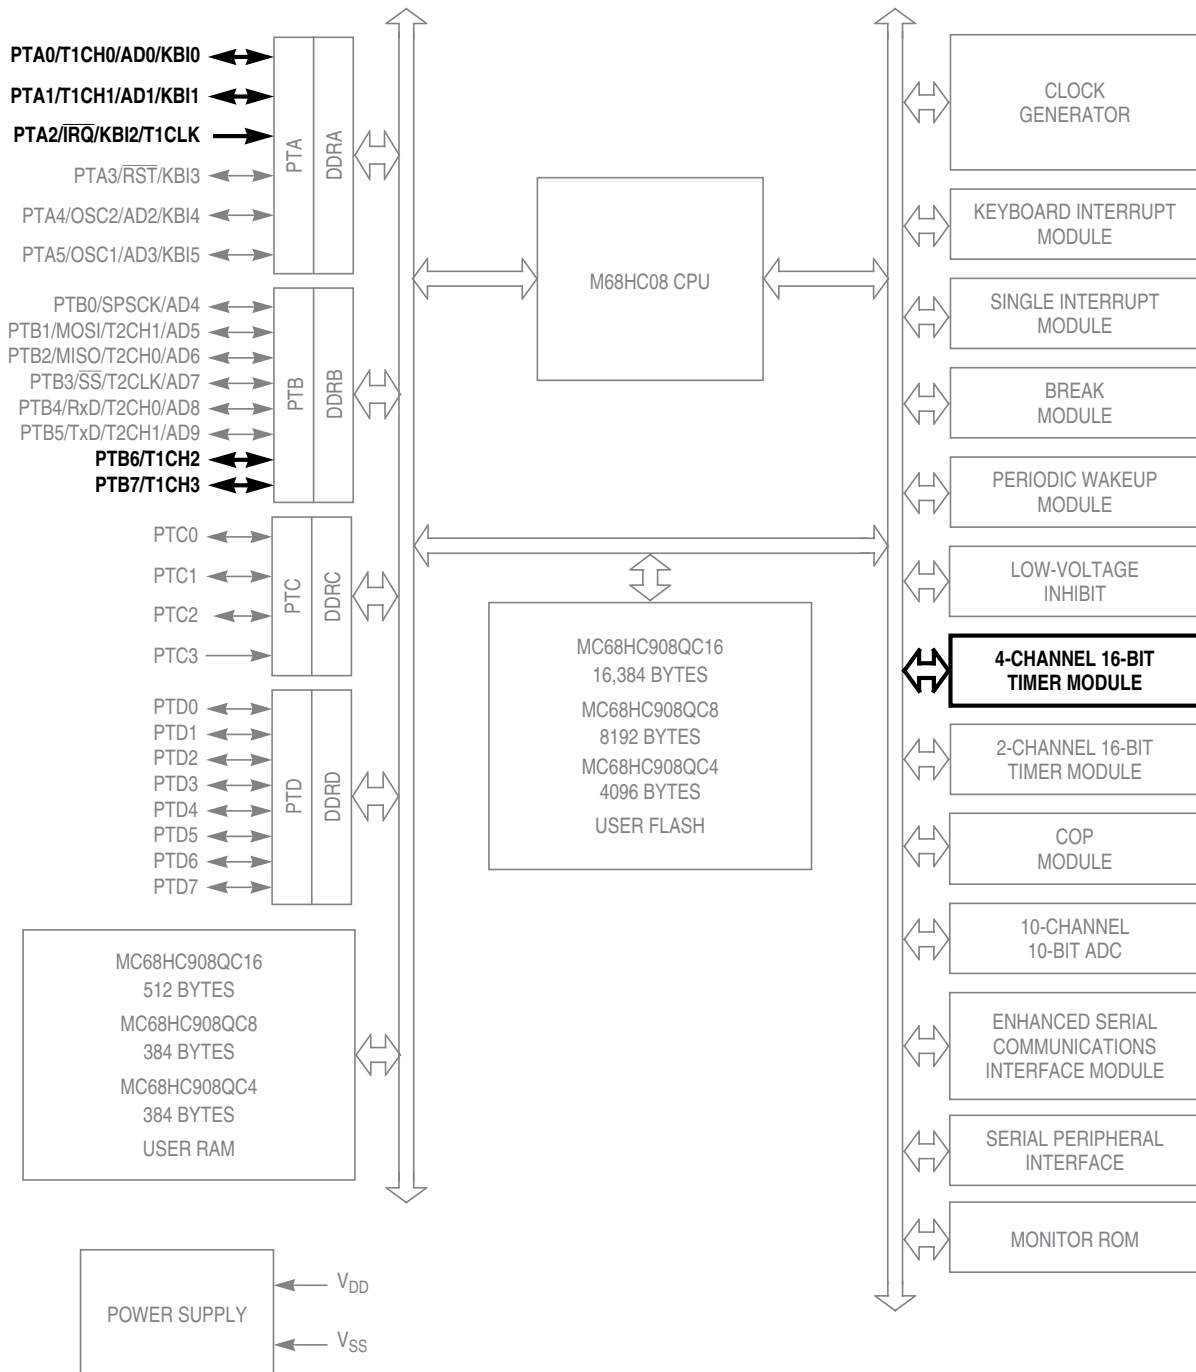 PTA0/T1CH0/AD0/KBI0
PTA1/T1CH1/AD1/KBI1
PTA2/IRQ/KBI2/T1CLK
PTA3/RST/KBI3
PTA4/OSC2/AD2/KBI4
PTA5/OSC1/AD3/KBI5
PTA
DDRA
PTB0/SPSCK/AD4
PTB1/MOSI/T2CH1/AD5
PTB2/MISO/T2CH0/AD6
PTB3/SS/T2CLK/AD7
PTB4/RxD/T2CH0/AD8
PTB5/TxD/T2CH1/AD9
PTB6/T1CH2
PTB7/T1CH3
PTB
DDRB
PTC0
PTC1
PTC2
PTC3
PTC
DDRC
PTD0
PTD1
PTD2
PTD3
PTD4
PTD5
PTD6
PTD7
PTD
DDRD
MC68HC908QC16
512 BYTES
MC68HC908QC8
384 BYTES
MC68HC908QC4
384 BYTES
USER RAM
POWER SUPPLY
VDD
VSS
M68HC08 CPU
MC68HC908QC16
16,384 BYTES
MC68HC908QC8
8192 BYTES
MC68HC908QC4
4096 BYTES
USER FLASH
CLOCK
GENERATOR
KEYBOARD INTERRUPT
MODULE
SINGLE INTERRUPT
MODULE
BREAK
MODULE
PERIODIC WAKEUP
MODULE
LOW-VOLTAGE
INHIBIT
4-CHANNEL 16-BIT
TIMER MODULE
2-CHANNEL 16-BIT
TIMER MODULE
COP
MODULE
10-CHANNEL
10-BIT ADC
ENHANCED SERIAL
COMMUNICATIONS
INTERFACE MODULE
SERIAL PERIPHERAL
INTERFACE
MONITOR ROM